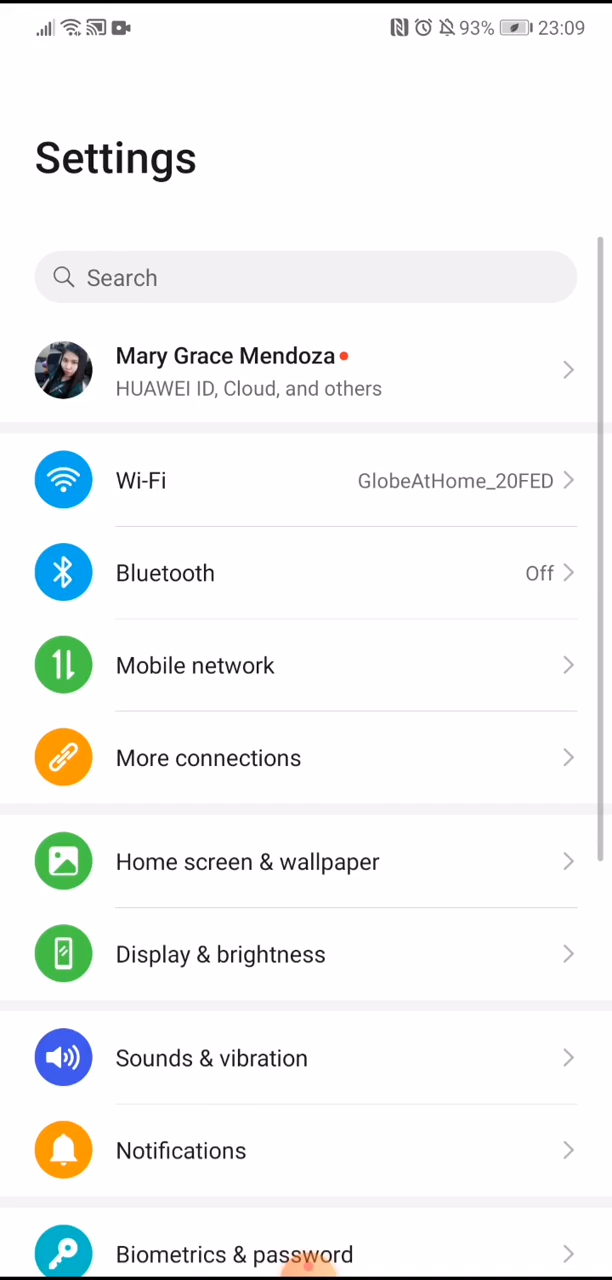 93% 23:09
Settings
Search
Mary Grace Mendoza
HUAWEI ID, Cloud, and others
Wi-Fi GlobeAtHome_20FED
Bluetooth Off
Mobile network
More connections
Home screen & wallpaper
Display & brightness
Sounds & vibration
Notifications
Biometrics & password